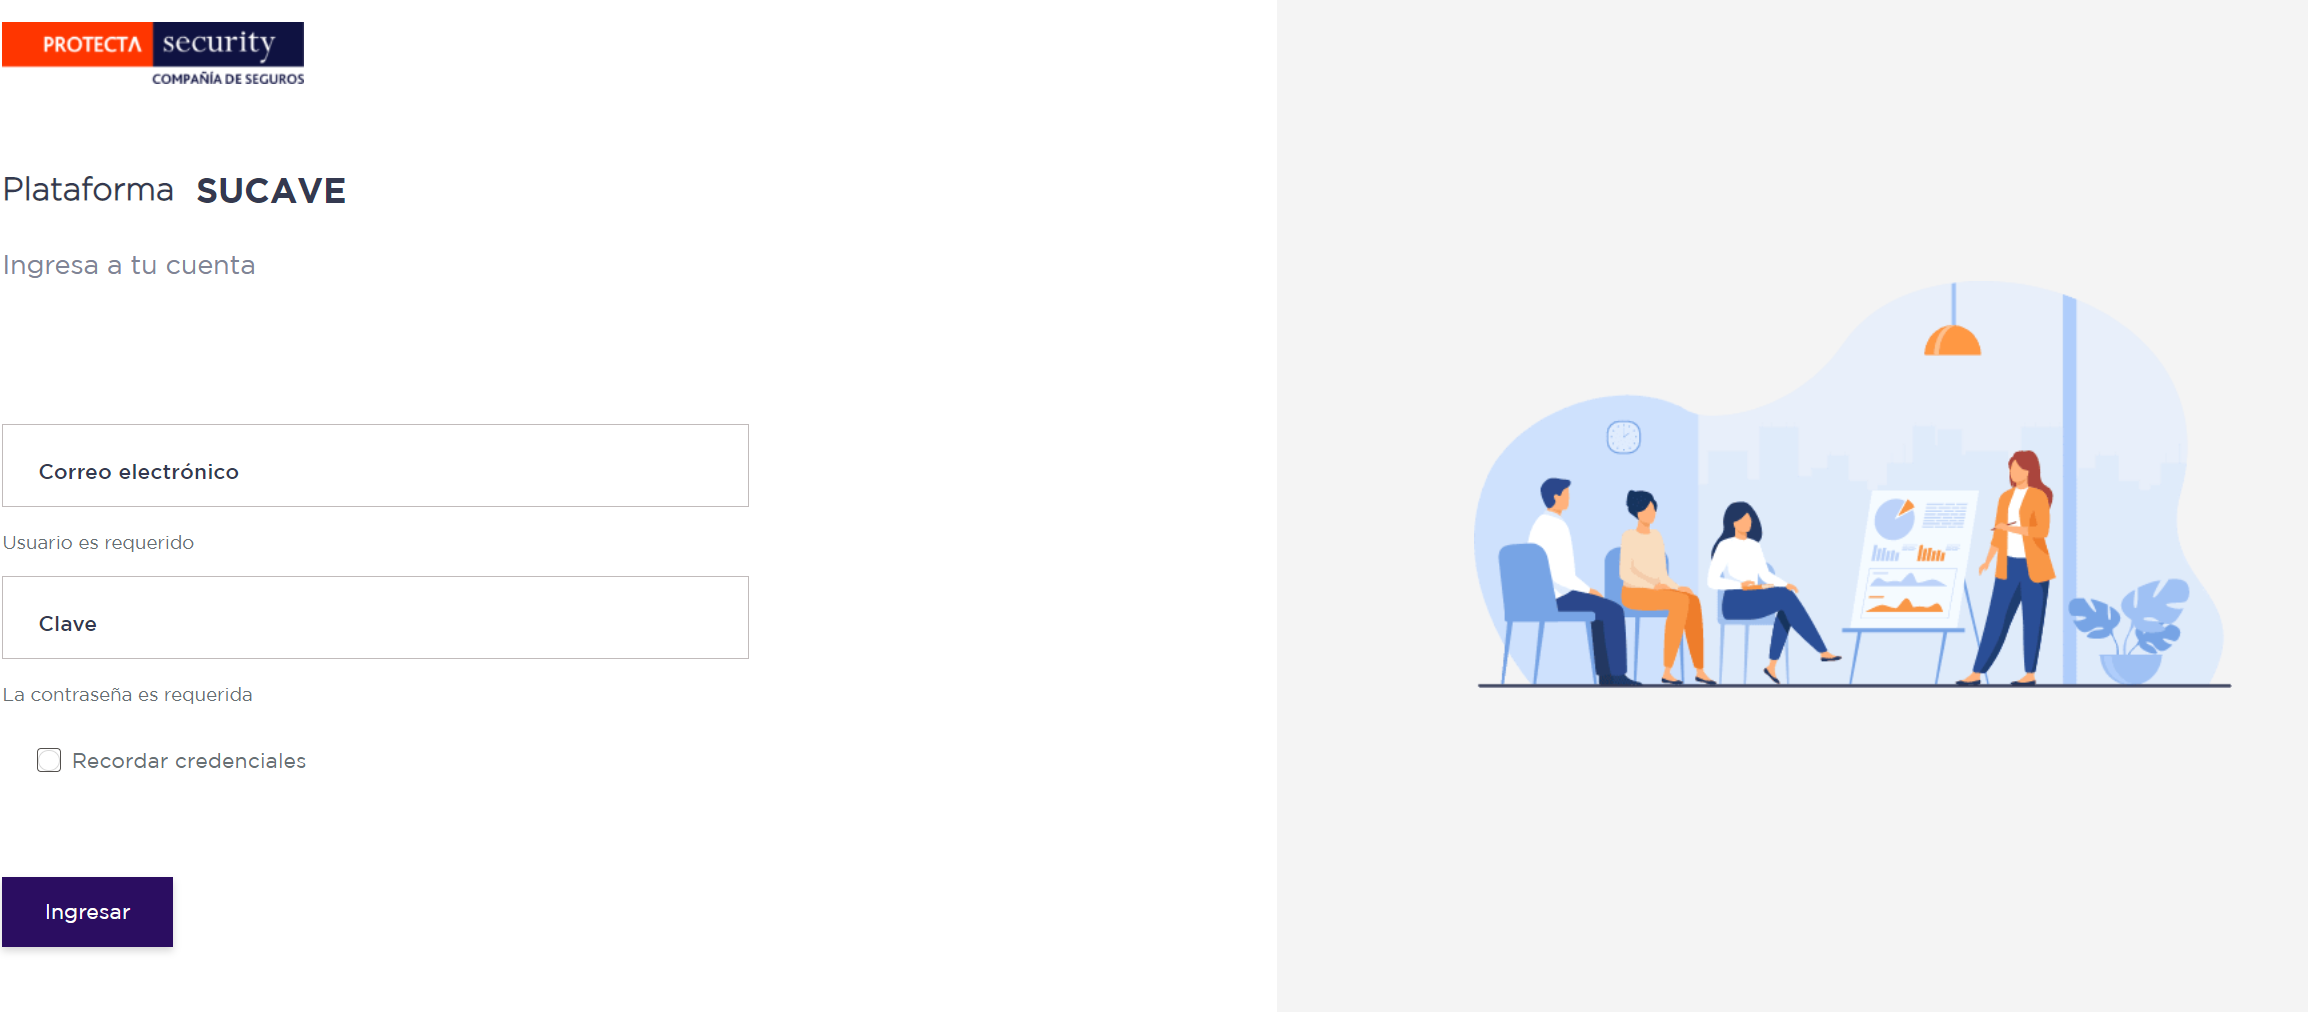 PROTECTA security
COMPAÑÍA DE SEGUROS
Plataforma SUCAVE
Ingresa a tu cuenta
Correo electrónico
Usuario es requerido
Clave
La contraseña es requerida
Recordar credenciales
Ingresar